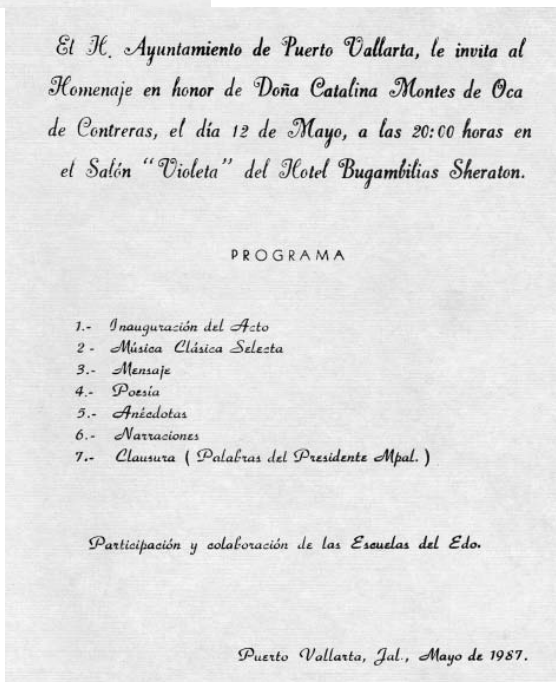 El H. Ayuntamiento de Puerto Vallarta, le invita al
Homenaje en honor de Doña Catalina Montes de Oca
de Contreras, el día 12 de Mayo, a las 20:00 horas en
el Salón "Violeta" del Hotel Bugambilias Sheraton.
PROGRAMA
1.- Inauguración del Acto
2 - Música Clásica Selecta
3.- Mensaje
4.- Poesía
5.- Anécdotas
6.- Narraciones
7.- Clausura ( Palabras del Presidente Mpal. )
Participación y colaboración de las Escuelas del Edo.
Puerto Vallarta, Jal., Mayo de 1987.